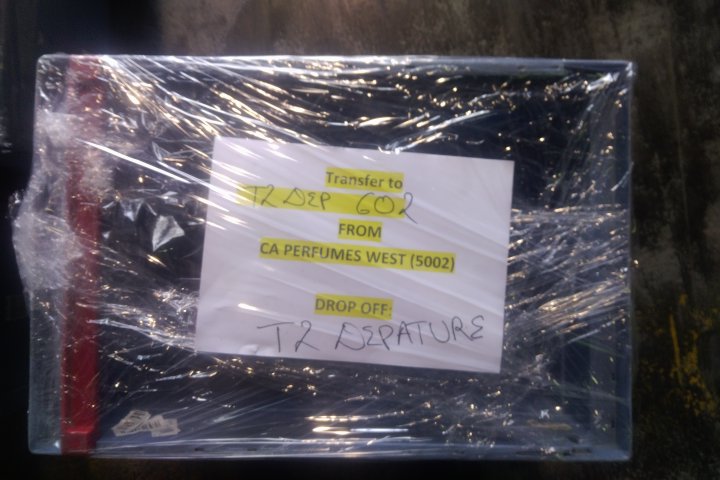 Transfer to
T2 DEP 602
FROM
CA PERFUMES WEST (5002)
DROP OFF:
T2 DEPATURE